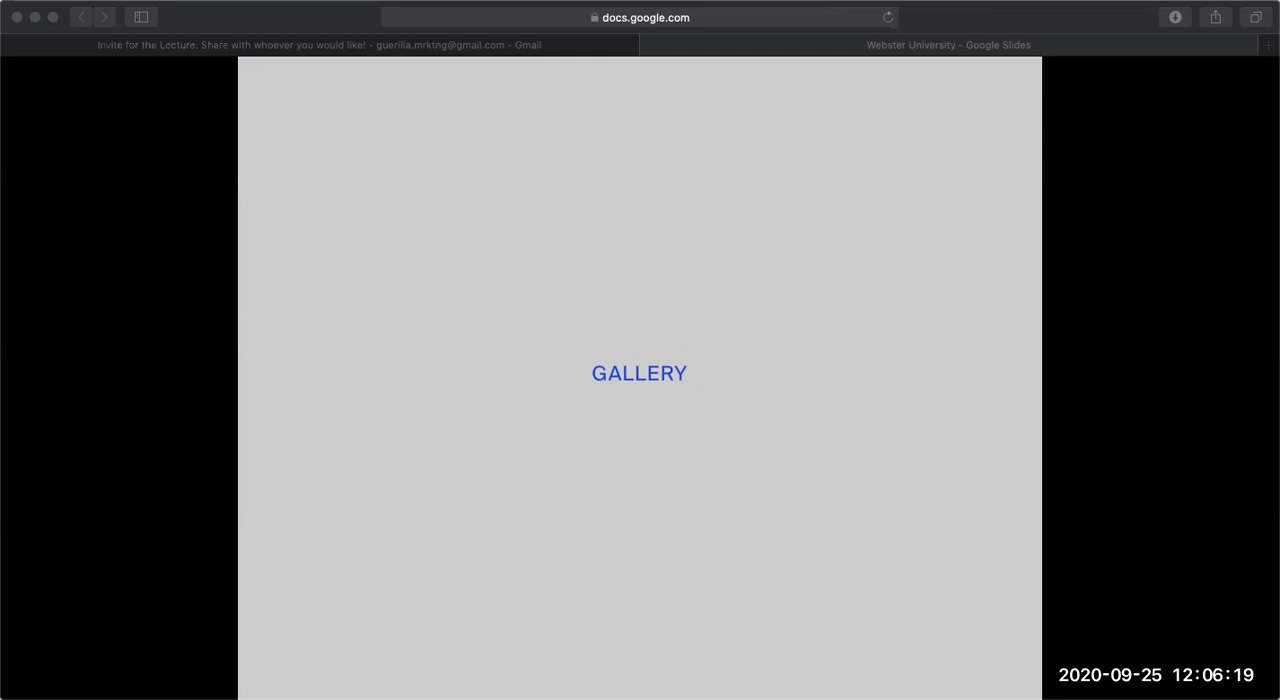 docs.google.com
Invite for the Lecture: Share with whoever you would like! - guerilla.mrktng@gmail.com - Gmail
Webster University - Google Slides
GALLERY
2020-09-25 12:06:19